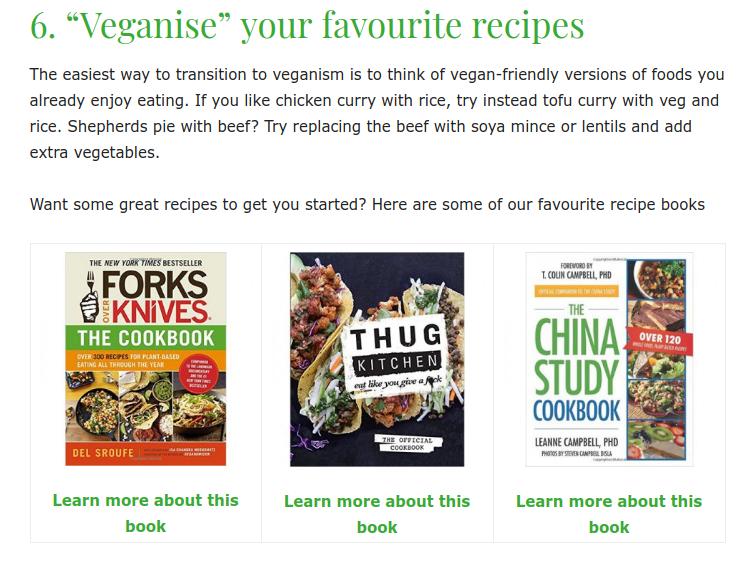 6. “Veganise” your favourite recipes
The easiest way to transition to veganism is to think of vegan-friendly versions of foods you
already enjoy eating. If you like chicken curry with rice, try instead tofu curry with veg and
rice. Shepherds pie with beef? Try replacing the beef with soya mince or lentils and add
extra vegetables.
Want some great recipes to get you started? Here are some of our favourite recipe books
THE NEW YORK TIMES BESTSELLER
FORKS
OVER
KNIVES
THE COOKBOOK
OVER 300 RECIPES FOR PLANT-BASED
EATING ALL THROUGH THE YEAR
DEL SROUFE
Learn more about this
book
THUG
KITCHEN
eat like you give a f*ck
THE OFFICIAL
COOKBOOK
Learn more about this
book
FOREWORD BY
T. COLIN CAMPBELL, PHD
OFFICIAL COMPANION TO THE CHINA STUDY
THE
CHINA
STUDY
COOKBOOK
OVER 120
WHOLE FOOD, PLANT-BASED RECIPES
LEANNE CAMPBELL, PHD
PHOTOS BY STEVEN CAMPBELL DISLA
Learn more about this
book